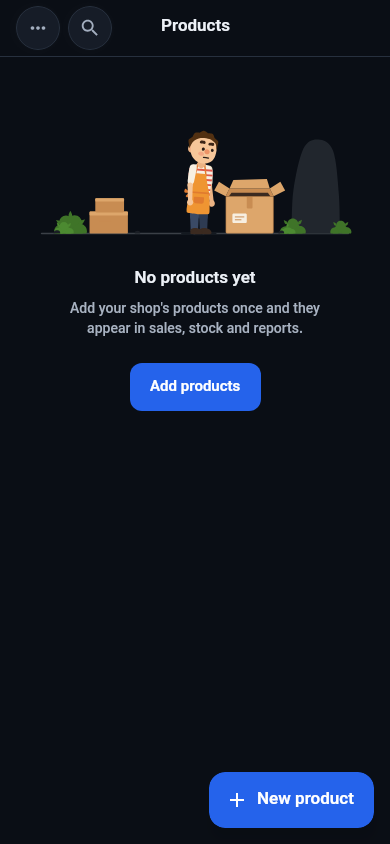 Products
No products yet
Add your shop's products once and they
appear in sales, stock and reports.
Add products
New product